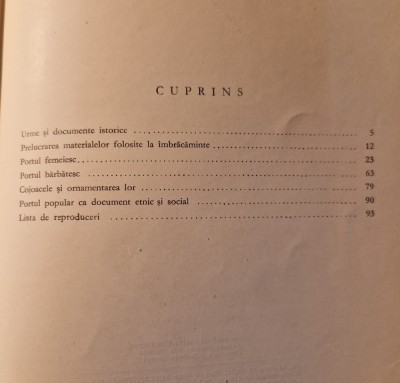 CUPRINS
Urme și documente istorice 5
Prelucrarea materialelor folosite la îmbrăcăminte 12
Portul femeiesc 23
Portul bărbătesc 63
Cojoacele și ornamentarea lor 79
Portul popular ca document etnic și social 90
Lista de reproduceri 93